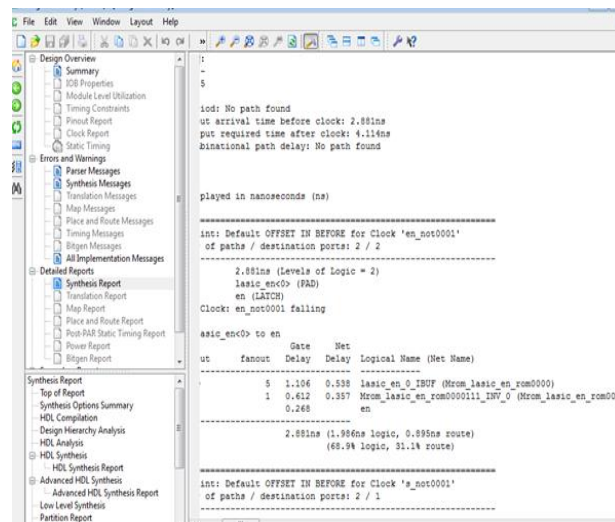 File Edit View Window Layout Help
Design Overview
Summary
IOB Properties
Module Level Utilization
Timing Constraints
Pinout Report
Clock Report
Static Timing
Errors and Warnings
Parser Messages
Synthesis Messages
Translation Messages
Map Messages
Place and Route Messages
Timing Messages
Bitgen Messages
All Implementation Messages
Detailed Reports
Synthesis Report
Translation Report
Map Report
Place and Route Report
Post-PAR Static Timing Report
Power Report
Bitgen Report
Synthesis Report
Top of Report
Synthesis Options Summary
HDL Compilation
Design Hierarchy Analysis
HDL Analysis
HDL Synthesis
HDL Synthesis Report
Advanced HDL Synthesis
Advanced HDL Synthesis Report
Low Level Synthesis
Partition Report
:
-
5
iod: No path found
ut arrival time before clock: 2.881ns
put required time after clock: 4.114ns
binational path delay: No path found
played in nanoseconds (ns)
======================================
int: Default OFFSET IN BEFORE for Clock 'en_not0001'
of paths / destination ports: 2 / 2
--------------------------------------
2.881ns (Levels of Logic = 2)
lasic_en<0> (PAD)
en (LATCH)
Clock: en_not0001 falling
asic_en<0> to en
Gate Net
ut fanout Delay Delay Logical Name (Net Name)
--------------------------------------
5 1.106 0.538 lasic_en_0_IBUF (Mrom_lasic_en_rom0000)
1 0.612 0.357 Mrom_lasic_en_rom0000111_INV_0 (Mrom_lasic_en_rom00
0.268 en
--------------------------------------
2.881ns (1.986ns logic, 0.895ns route)
(68.9% logic, 31.1% route)
======================================
int: Default OFFSET IN BEFORE for Clock 's_not0001'
of paths / destination ports: 2 / 1
--------------------------------------